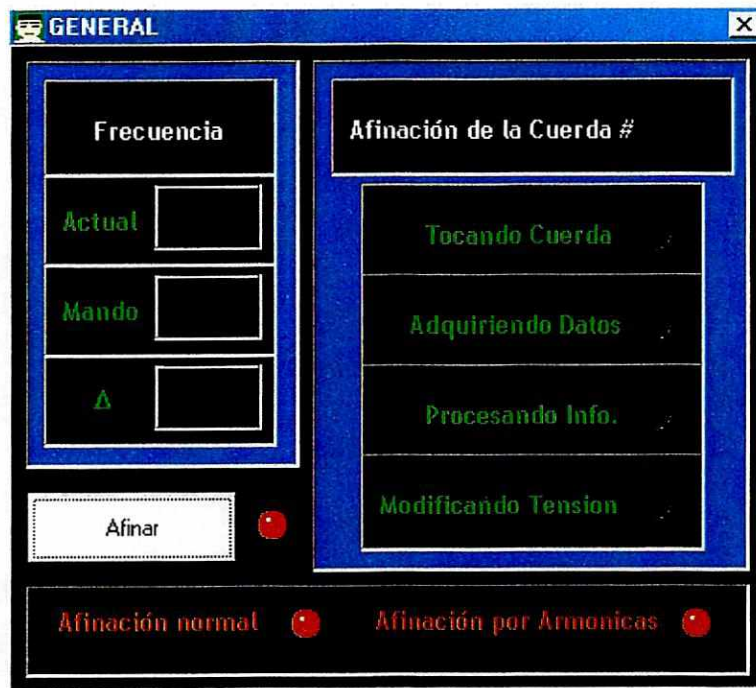 GENERAL
Frecuencia
Actual
Mando
Δ
Afinar
Afinación de la Cuerda #
Tocando Cuerda
Adquiriendo Datos
Procesando Info.
Modificando Tension
Afinación normal
Afinación por Armonicas